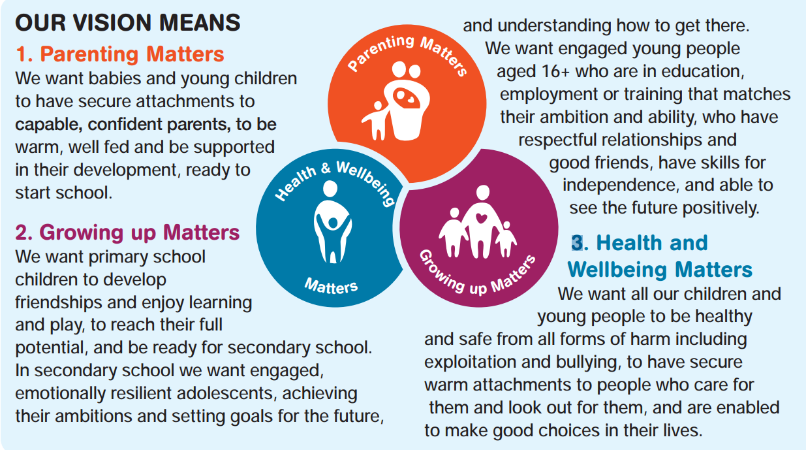 OUR VISION MEANS
1. Parenting Matters
We want babies and young children
to have secure attachments to
capable, confident parents, to be
warm, well fed and be supported
in their development, ready to
start school.
2. Growing up Matters
We want primary school
children to develop
friendships and enjoy learning
and play, to reach their full
potential, and be ready for secondary school.
In secondary school we want engaged,
emotionally resilient adolescents, achieving
their ambitions and setting goals for the future,
Parenting Matters
Health & Wellbeing
Matters
Growing up Matters
and understanding how to get there.
We want engaged young people
aged 16+ who are in education,
employment or training that matches
their ambition and ability, who have
respectful relationships and
good friends, have skills for
independence, and able to
see the future positively.
3. Health and
Wellbeing Matters
We want all our children and
young people to be healthy
and safe from all forms of harm including
exploitation and bullying, to have secure
warm attachments to people who care for
them and look out for them, and are enabled
to make good choices in their lives.